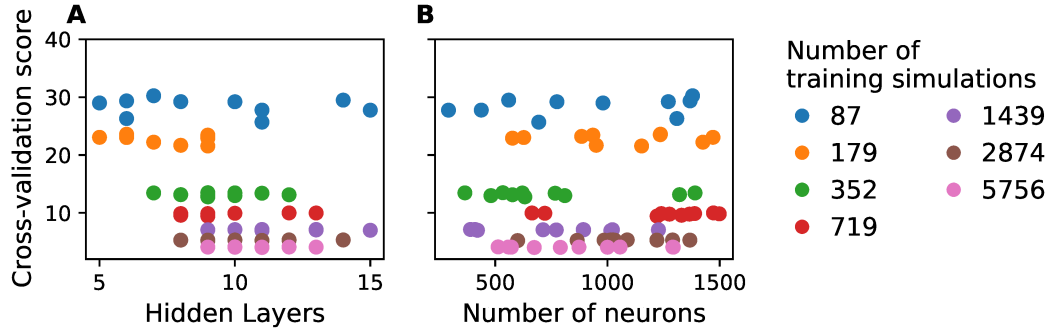 A
B
Cross-validation score
40
30
20
10
5
10
15
Hidden Layers
500
1000
1500
Number of neurons
Number of
training simulations
87
179
352
719
1439
2874
5756